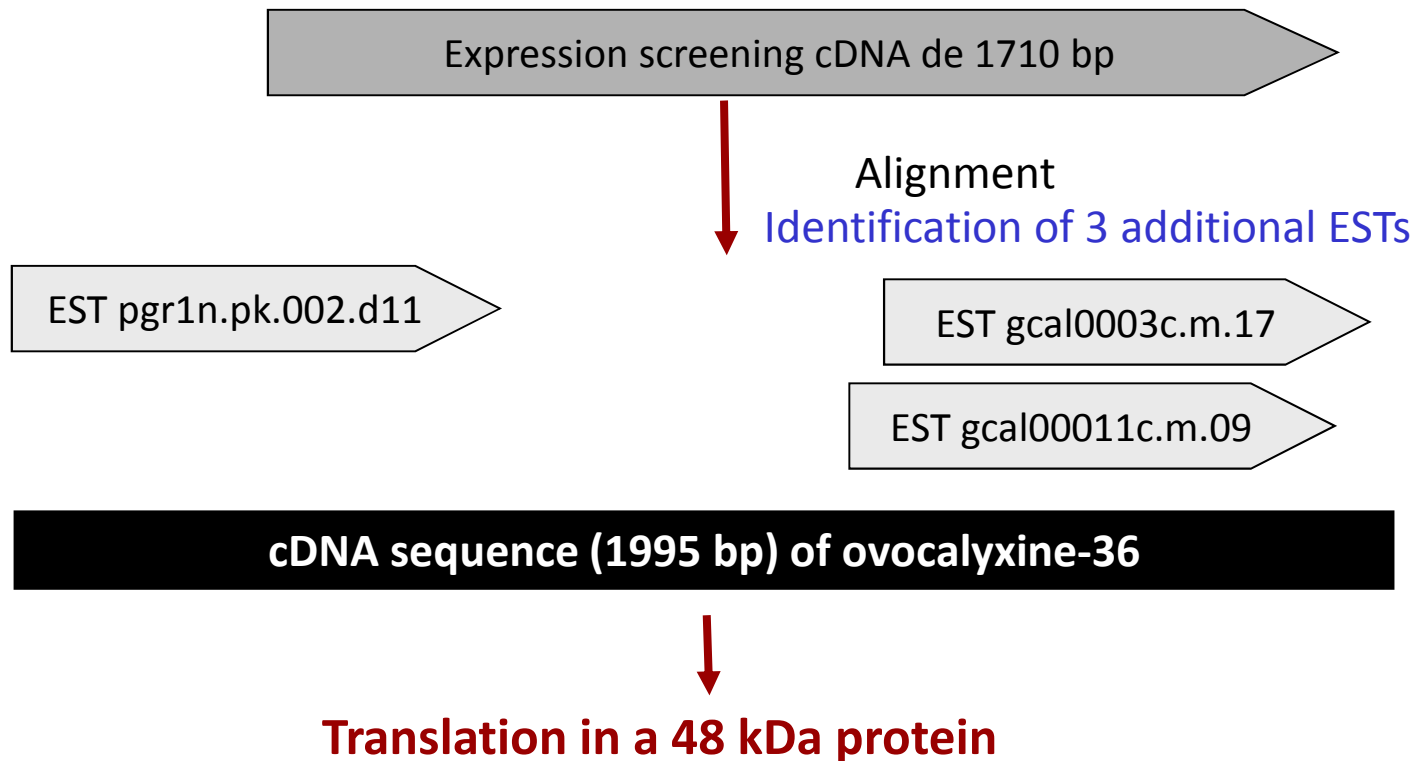 Expression screening cDNA de 1710 bp
Alignment
Identification of 3 additional ESTs
EST pgr1n.pk.002.d11
EST gcal0003c.m.17
EST gcal00011c.m.09
cDNA sequence (1995 bp) of ovocalyxine-36
Translation in a 48 kDa protein